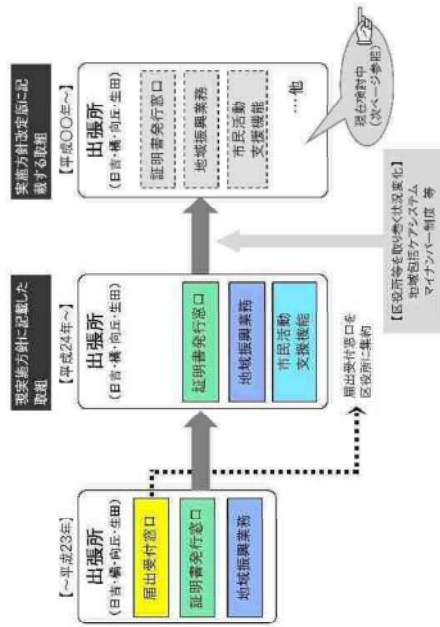 【～平成23年】
出張所
(日吉・橘・向丘・生田)
届出受付窓口
証明書発行窓口
地域振興業務
現実施方針に記載した
取組
【平成24年～】
出張所
(日吉・橘・向丘・生田)
証明書発行窓口
地域振興業務
市民活動
支援機能
届出受付窓口を
区役所に集約
実施方針改定版に記
載する取組
【平成〇〇年～】
出張所
(日吉・橘・向丘・生田)
証明書発行窓口
地域振興業務
市民活動
支援機能
…他
現在検討中
(次ページ参照)
【区役所等を取り巻く状況変化】
地域包括ケアシステム
マイナンバー制度 等